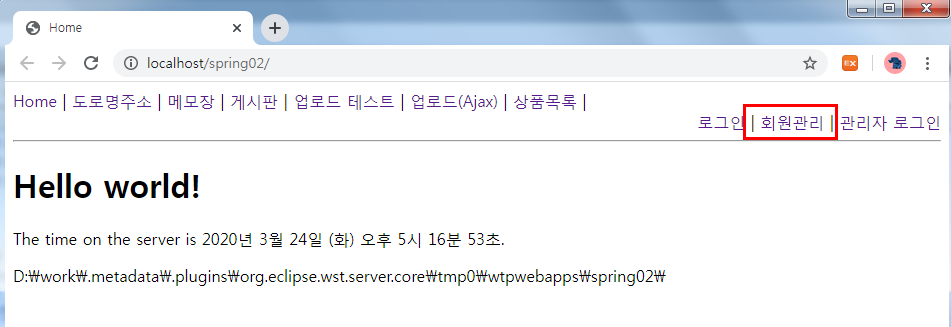 Home
localhost/spring02/
Home | 도로명주소 | 메모장 | 게시판 | 업로드 테스트 | 업로드(Ajax) | 상품목록 |
로그인 | 회원관리 | 관리자 로그인
Hello world!
The time on the server is 2020년 3월 24일 (화) 오후 5시 16분 53초.
D:₩work₩.metadata₩.plugins₩org.eclipse.wst.server.core₩tmp0₩wtpwebapps₩spring02₩